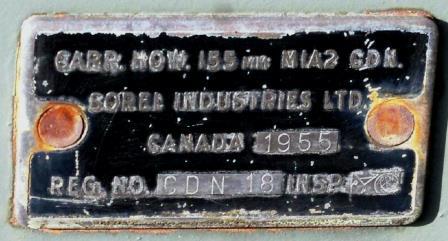 CARR. HOW. 155 mm M1A2 CDN.
SOREL INDUSTRIES LTD.
CANADA 1955
REG. NO. CDN 18 INSP.